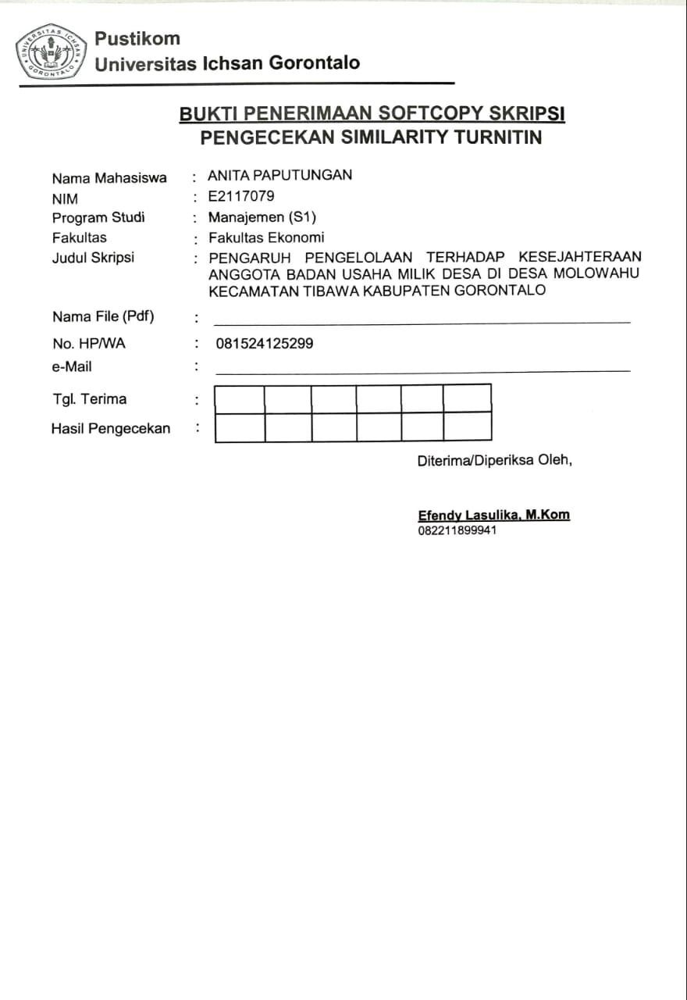 UNIVERSITAS ICHSAN
GORONTALO
Pustikom
Universitas Ichsan Gorontalo
BUKTI PENERIMAAN SOFTCOPY SKRIPSI
PENGECEKAN SIMILARITY TURNITIN
Nama Mahasiswa : ANITA PAPUTUNGAN
NIM : E2117079
Program Studi : Manajemen (S1)
Fakultas : Fakultas Ekonomi
Judul Skripsi : PENGARUH PENGELOLAAN TERHADAP KESEJAHTERAAN
ANGGOTA BADAN USAHA MILIK DESA DI DESA MOLOWAHU
KECAMATAN TIBAWA KABUPATEN GORONTALO
Nama File (Pdf) :
No. HP/WA : 081524125299
e-Mail :
Tgl. Terima :
Hasil Pengecekan :
Diterima/Diperiksa Oleh,
Efendy Lasulika, M.Kom
082211899941